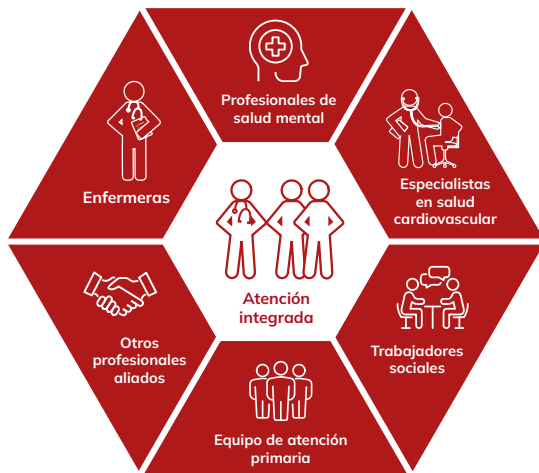 Profesionales de
salud mental
Enfermeras
Especialistas
en salud
cardiovascular
Atención
integrada
Otros
profesionales
aliados
Trabajadores
sociales
Equipo de atención
primaria